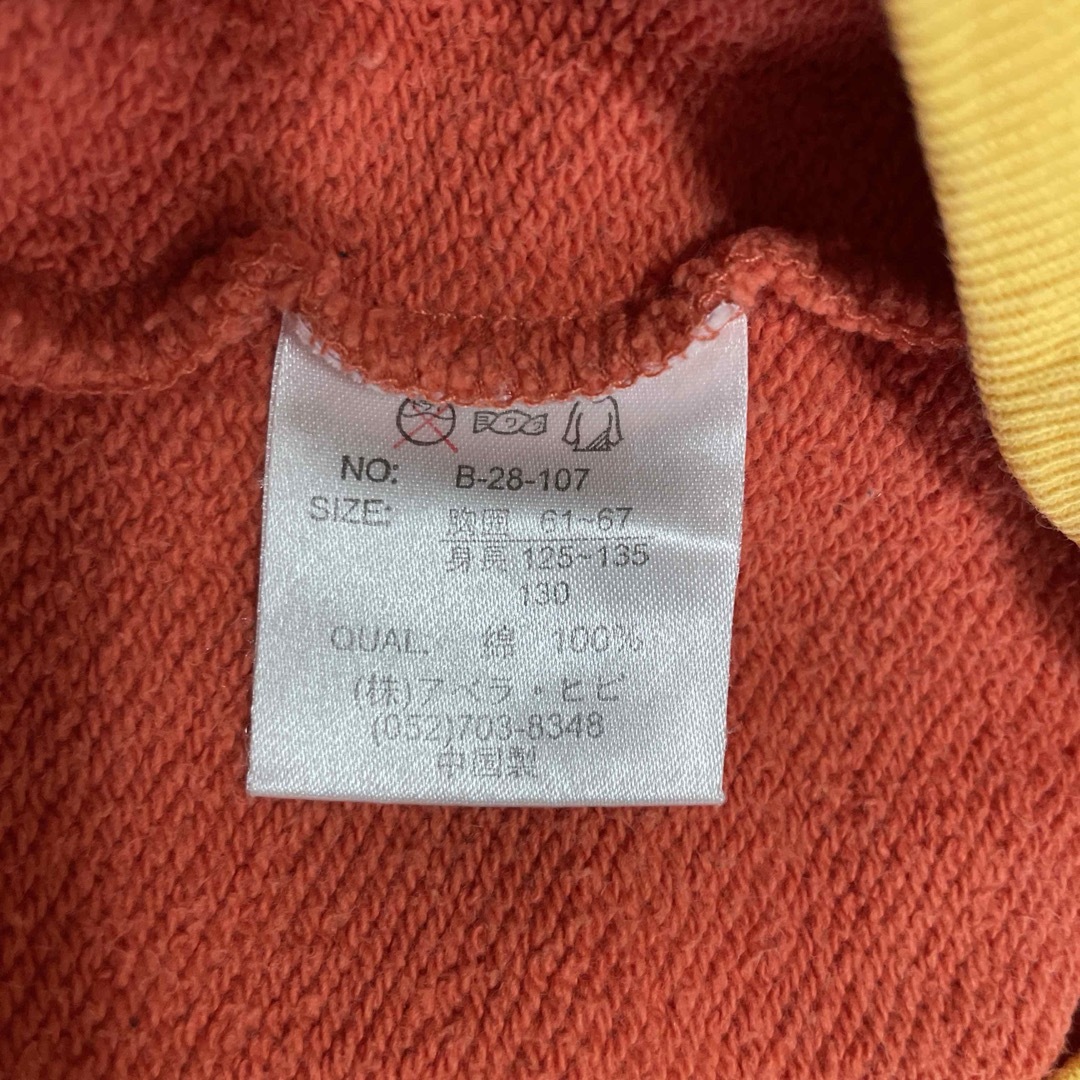 NO: B-28-107
SIZE: 胸囲 61~67
身長 125~135
130
QUAL. 綿 100%
(株)アベラ・ヒビ
(052)703-8348
中国製